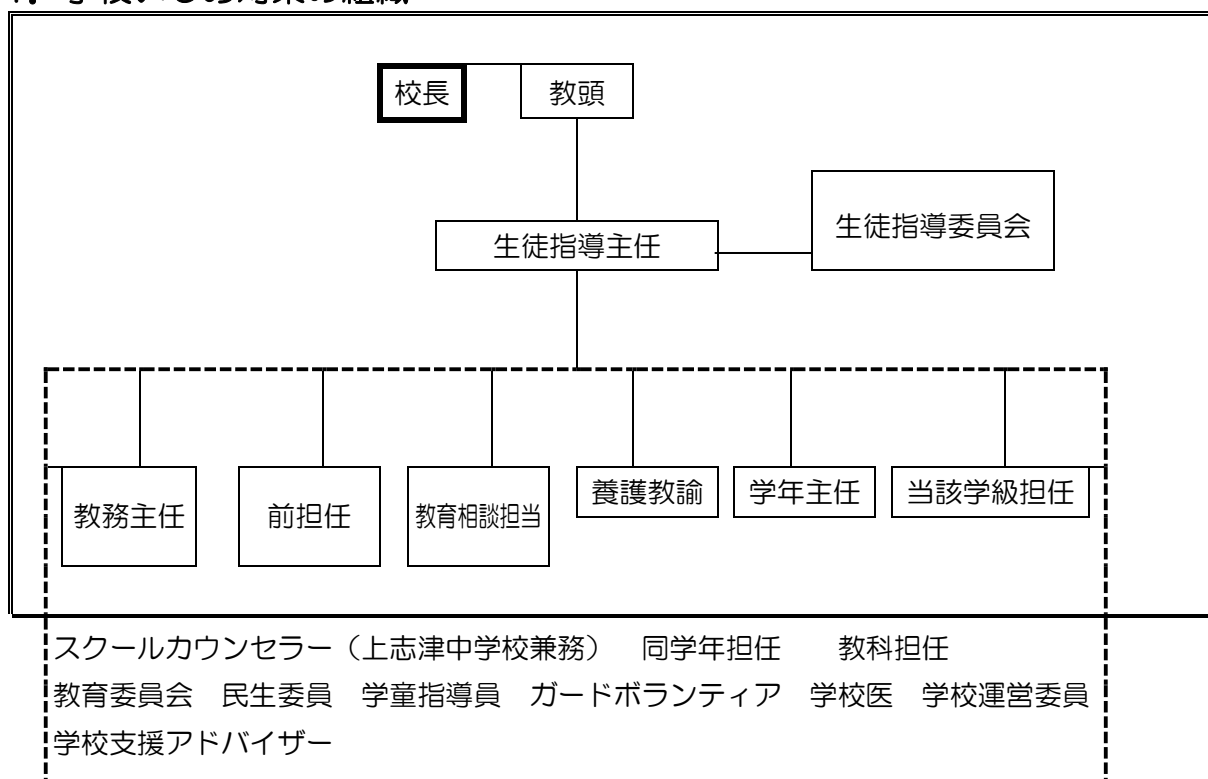 校長
教頭
生徒指導主任
生徒指導委員会
教務主任
前担任
教育相談担当
養護教諭
学年主任
当該学級担任
スクールカウンセラー（上志津中学校兼務）　同学年担任　　教科担任
教育委員会　民生委員　学童指導員　ガードボランティア　学校医　学校運営委員
学校支援アドバイザー